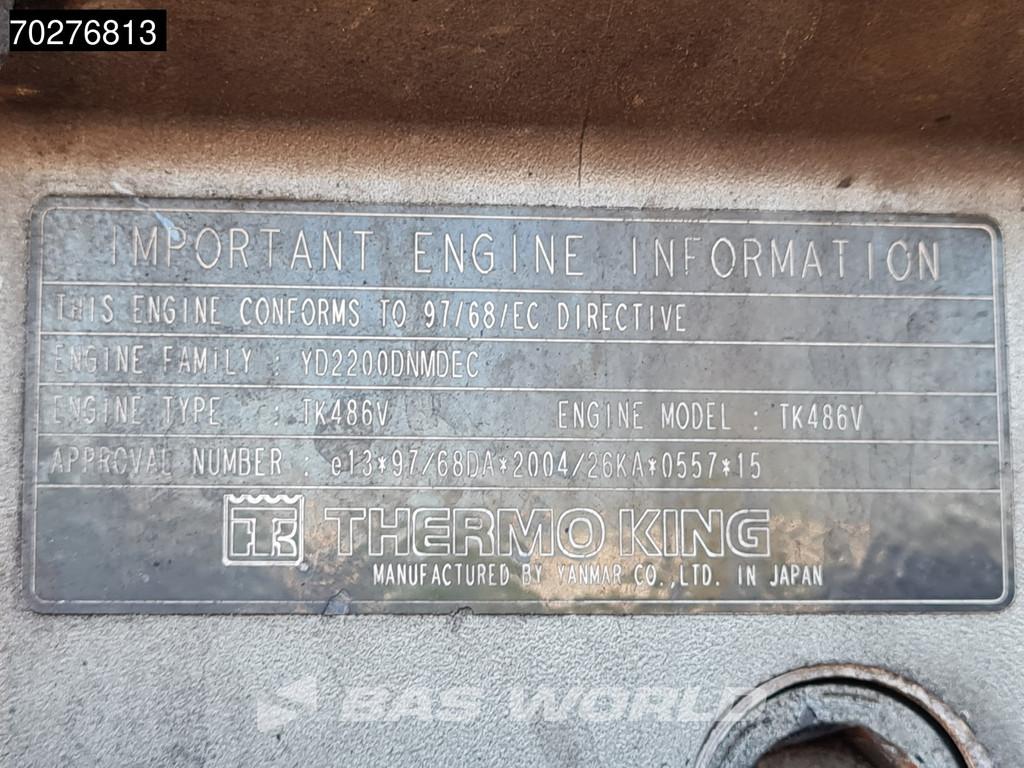 70276813
IMPORTANT ENGINE INFORMATION
THIS ENGINE CONFORMS TO 97/68/EC DIRECTIVE
ENGINE FAMILY : YD2200DNMDEC
ENGINE TYPE : TK486V ENGINE MODEL : TK486V
APPROVAL NUMBER : e13*97/68DA*2004/26KA*0557*15
TK THERMO KING
MANUFACTURED BY YANMAR CO.,LTD. IN JAPAN
BAS WORLD